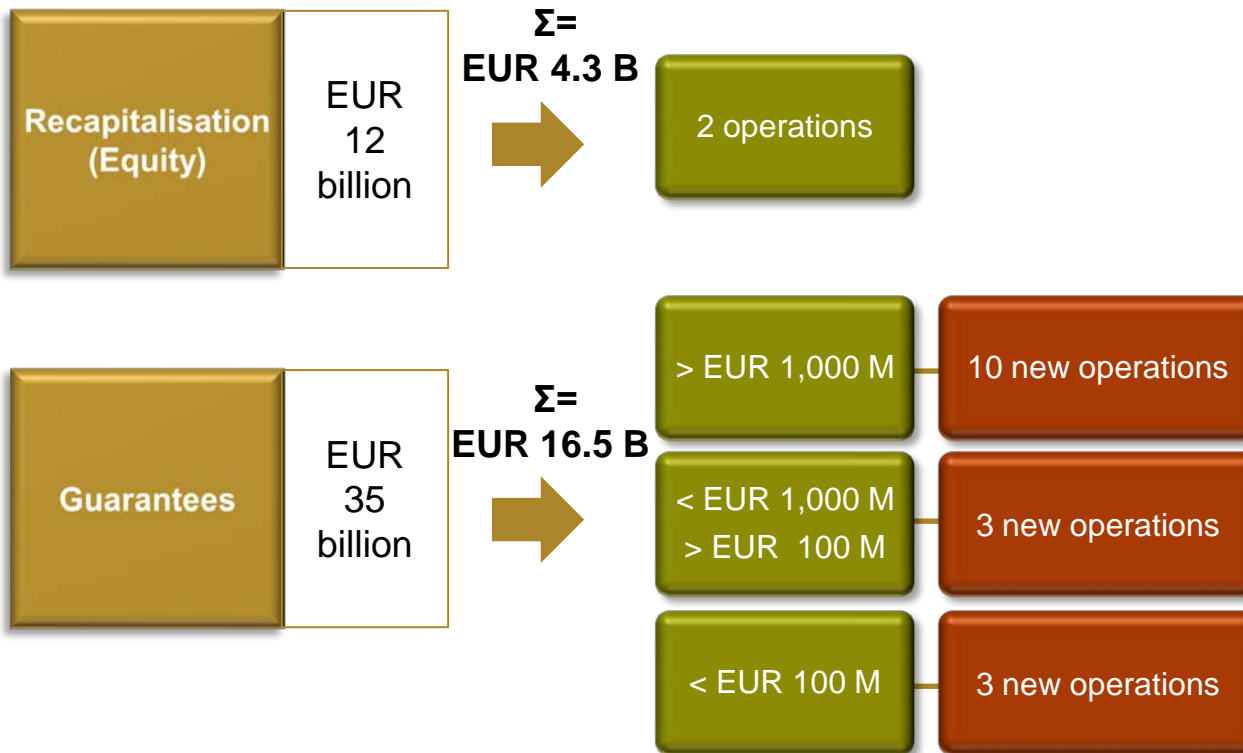 Recapitalisation
(Equity)
EUR
12
billion
Σ=
EUR 4.3 B
2 operations
Guarantees
EUR
35
billion
Σ=
EUR 16.5 B
> EUR 1,000 M
10 new operations
< EUR 1,000 M
> EUR 100 M
3 new operations
< EUR 100 M
3 new operations